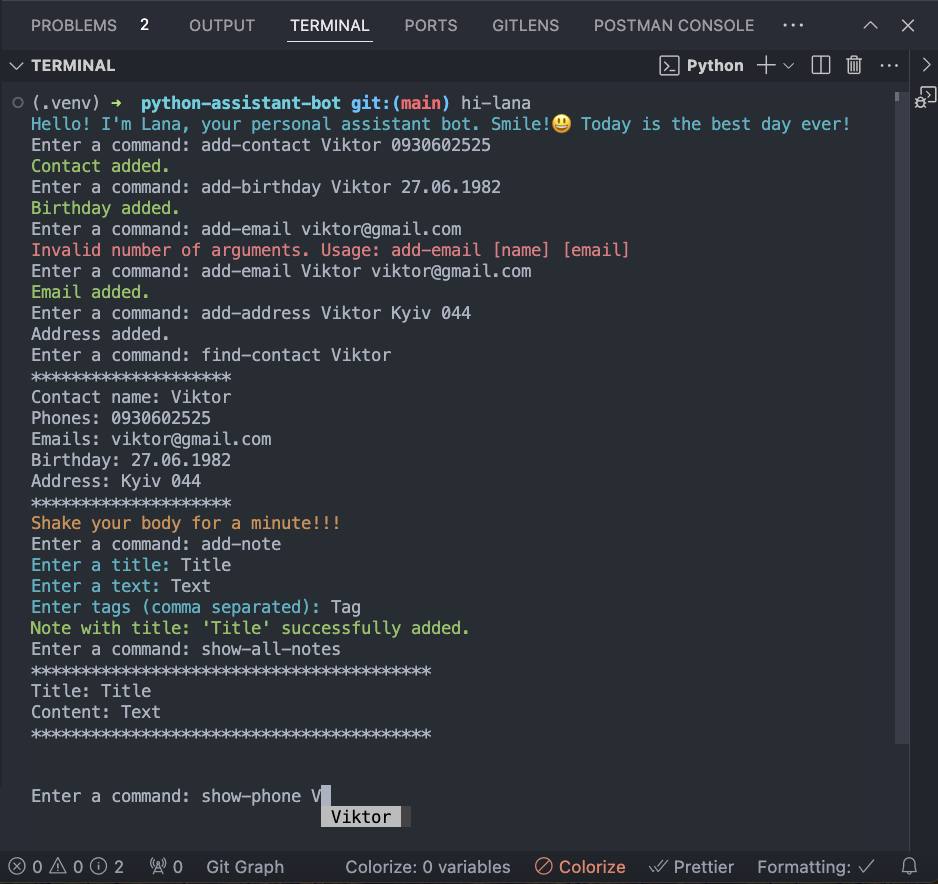 PROBLEMS 2 OUTPUT TERMINAL PORTS GITLENS POSTMAN CONSOLE ···
TERMINAL Python
(.venv) → python-assistant-bot git:(main) hi-lana
Hello! I'm Lana, your personal assistant bot. Smile!😃 Today is the best day ever!
Enter a command: add-contact Viktor 0930602525
Contact added.
Enter a command: add-birthday Viktor 27.06.1982
Birthday added.
Enter a command: add-email viktor@gmail.com
Invalid number of arguments. Usage: add-email [name] [email]
Enter a command: add-email Viktor viktor@gmail.com
Email added.
Enter a command: add-address Viktor Kyiv 044
Address added.
Enter a command: find-contact Viktor
********************
Contact name: Viktor
Phones: 0930602525
Emails: viktor@gmail.com
Birthday: 27.06.1982
Address: Kyiv 044
********************
Shake your body for a minute!!!
Enter a command: add-note
Enter a title: Title
Enter a text: Text
Enter tags (comma separated): Tag
Note with title: 'Title' successfully added.
Enter a command: show-all-notes
****************************************
Title: Title
Content: Text
****************************************
Enter a command: show-phone V
Viktor
0 0 2 0 Git Graph Colorize: 0 variables Colorize Prettier Formatting: ✓